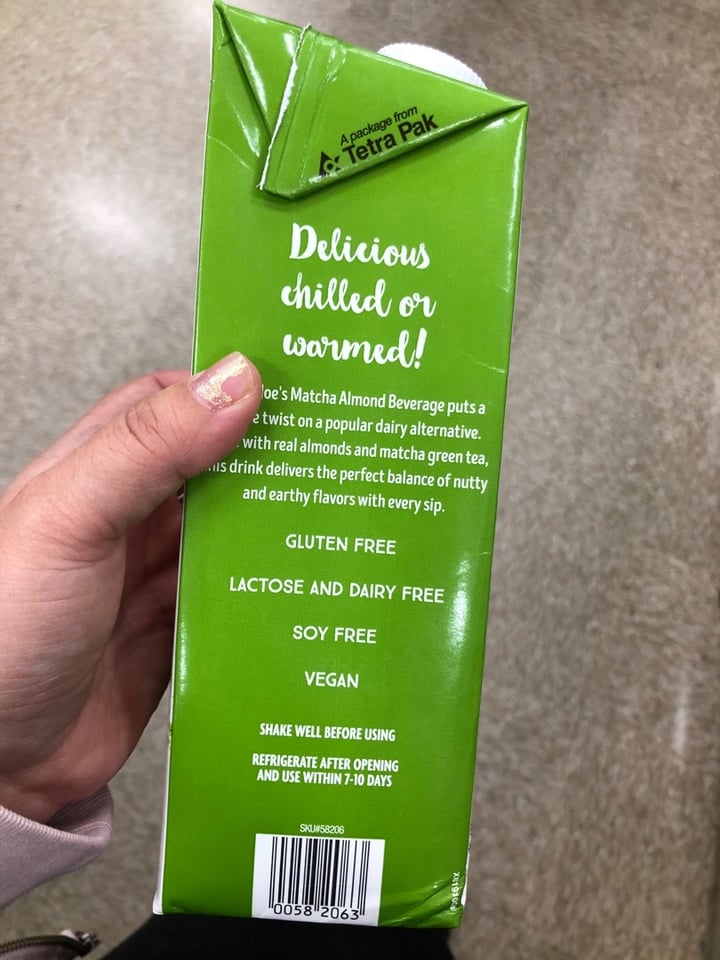 A package from
Tetra Pak
Delicious
chilled or
warmed!
Joe's Matcha Almond Beverage puts a
twist on a popular dairy alternative.
with real almonds and matcha green tea,
drink delivers the perfect balance of nutty
and earthy flavors with every sip.
GLUTEN FREE
LACTOSE AND DAIRY FREE
SOY FREE
VEGAN
SHAKE WELL BEFORE USING
REFRIGERATE AFTER OPENING
AND USE WITHIN 7-10 DAYS
SKU#58206
0058 2063